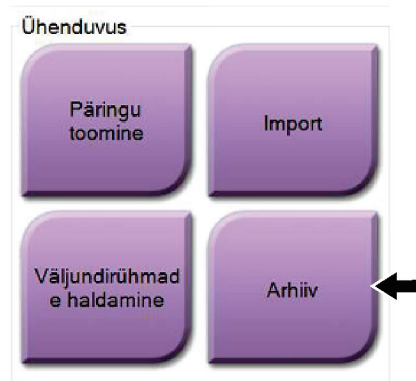 Ühenduvus
Päringu
toomine
Import
Väljundirühmad
e haldamine
Arhiiv